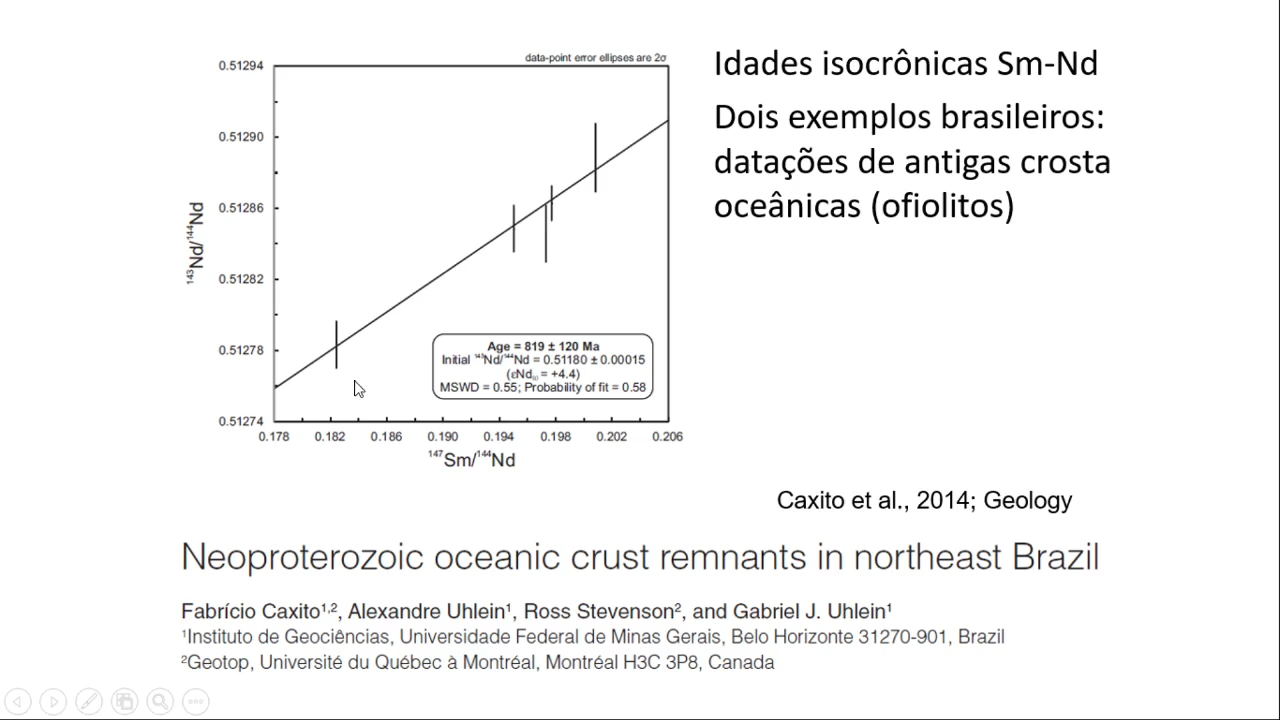 data-point error ellipses are 2σ
Idades isocrônicas Sm-Nd
Dois exemplos brasileiros:
datações de antigas crosta
oceânicas (ofiolitos)
0.51294
0.51290
0.51286
0.51282
0.51278
0.51274
¹⁴³Nd/¹⁴⁴Nd
Age = 819 ± 120 Ma
Initial ¹⁴³Nd/¹⁴⁴Nd = 0.51180 ± 0.00015
(εNd₍ₜ₎ = +4.4)
MSWD = 0.55; Probability of fit = 0.58
0.178 0.182 0.186 0.190 0.194 0.198 0.202 0.206
¹⁴⁷Sm/¹⁴⁴Nd
Caxito et al., 2014; Geology
Neoproterozoic oceanic crust remnants in northeast Brazil
Fabrício Caxito¹,², Alexandre Uhlein¹, Ross Stevenson², and Gabriel J. Uhlein¹
¹Instituto de Geociências, Universidade Federal de Minas Gerais, Belo Horizonte 31270-901, Brazil
²Geotop, Université du Québec à Montréal, Montréal H3C 3P8, Canada